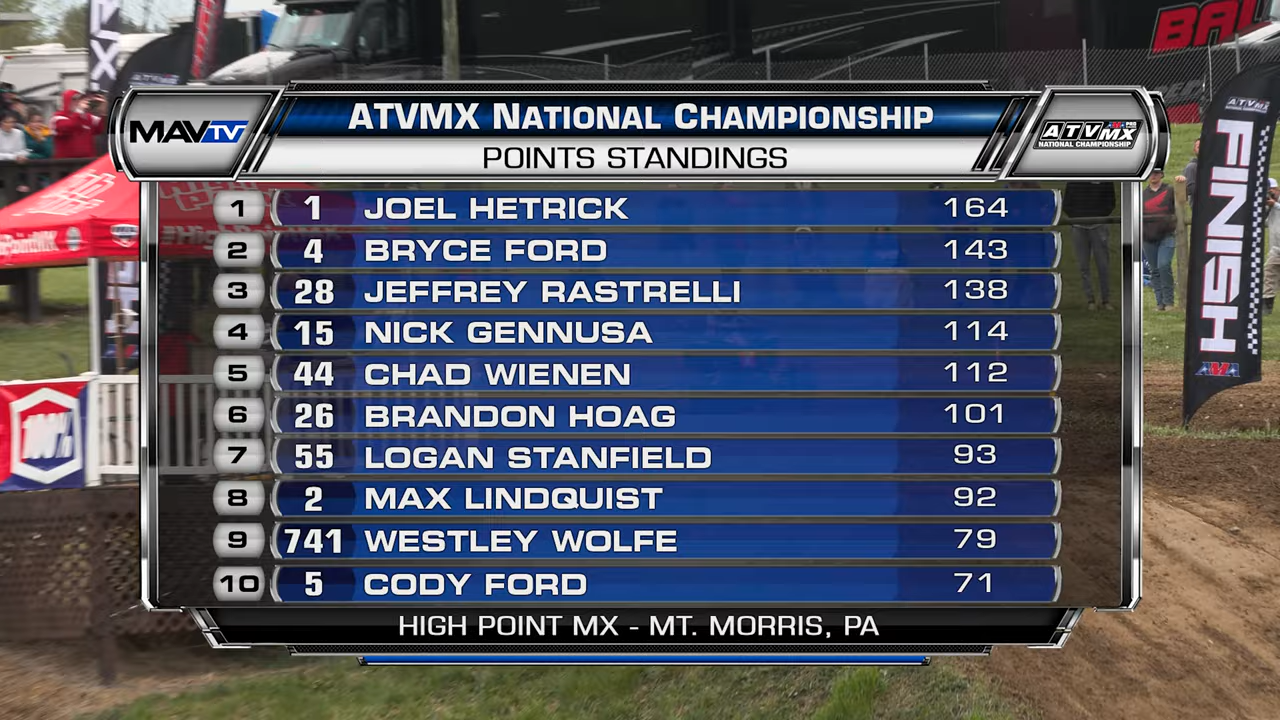 MAVTV
ATVMX NATIONAL CHAMPIONSHIP
POINTS STANDINGS
ATVMX
NATIONAL CHAMPIONSHIP
1 1 JOEL HETRICK 164
2 4 BRYCE FORD 143
3 28 JEFFREY RASTRELLI 138
4 15 NICK GENNUSA 114
5 44 CHAD WIENEN 112
6 26 BRANDON HOAG 101
7 55 LOGAN STANFIELD 93
8 2 MAX LINDQUIST 92
9 741 WESTLEY WOLFE 79
10 5 CODY FORD 71
HIGH POINT MX - MT. MORRIS, PA
FINISH
AMA
100%